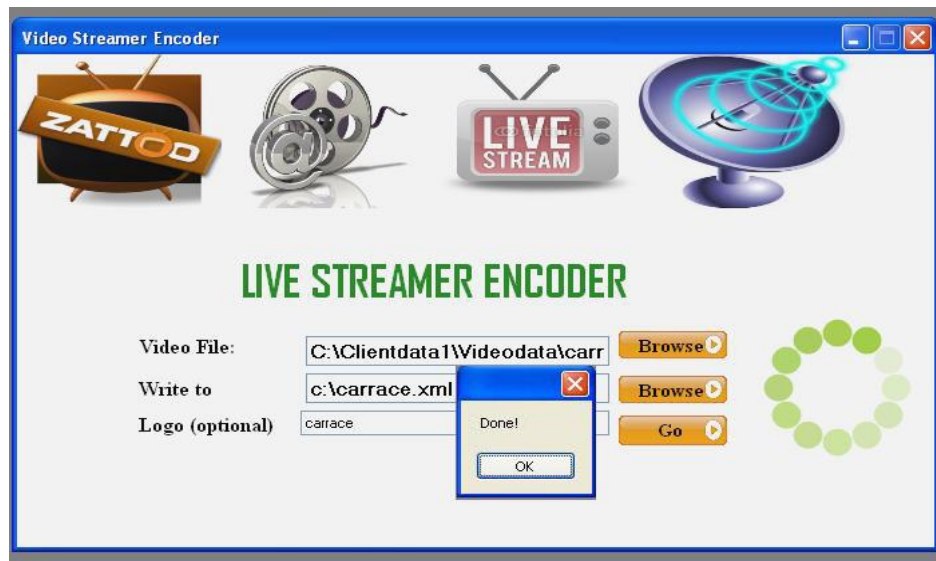 Video Streamer Encoder
ZATTOO
LIVE
STREAM
LIVE STREAMER ENCODER
Video File:
C:\Clientdata1\Videodata\carr
Browse
Write to
c:\carrace.xml
Browse
Logo (optional)
carrace
Go
Done!
OK